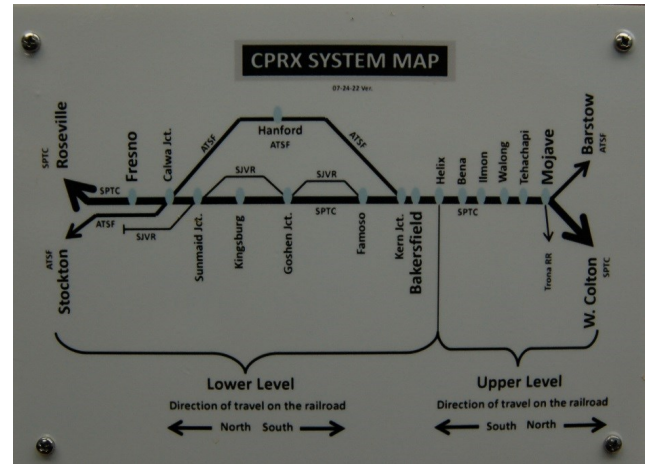 CPRX SYSTEM MAP
07-24-22 Ver.
SPTC
Roseville
SPTC
Fresno
Calwa Jct.
ATSF
Hanford
ATSF
ATSF
SJVR
SJVR
Helix
Bena
Ilmon
Walong
Tehachapi
Mojave
Barstow
ATSF
ATSF
Stockton
ATSF
SJVR
Sunmaid Jct.
Kingsburg
Goshen Jct.
SPTC
Famoso
Kern Jct.
Bakersfield
SPTC
Trona RR
W. Colton
SPTC
Lower Level
Direction of travel on the railroad
North South
Upper Level
Direction of travel on the railroad
South North